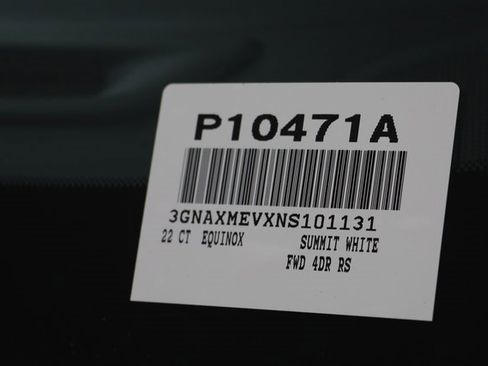 P10471A
3GNAXMEVXNS101131
22 CT EQUINOX SUMMIT WHITE
FWD 4DR RS